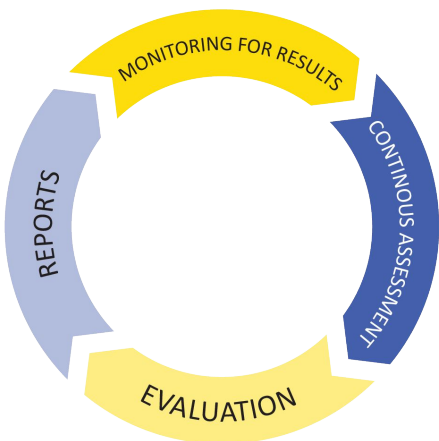 MONITORING FOR RESULTS
CONTINOUS ASSESSMENT
EVALUATION
REPORTS